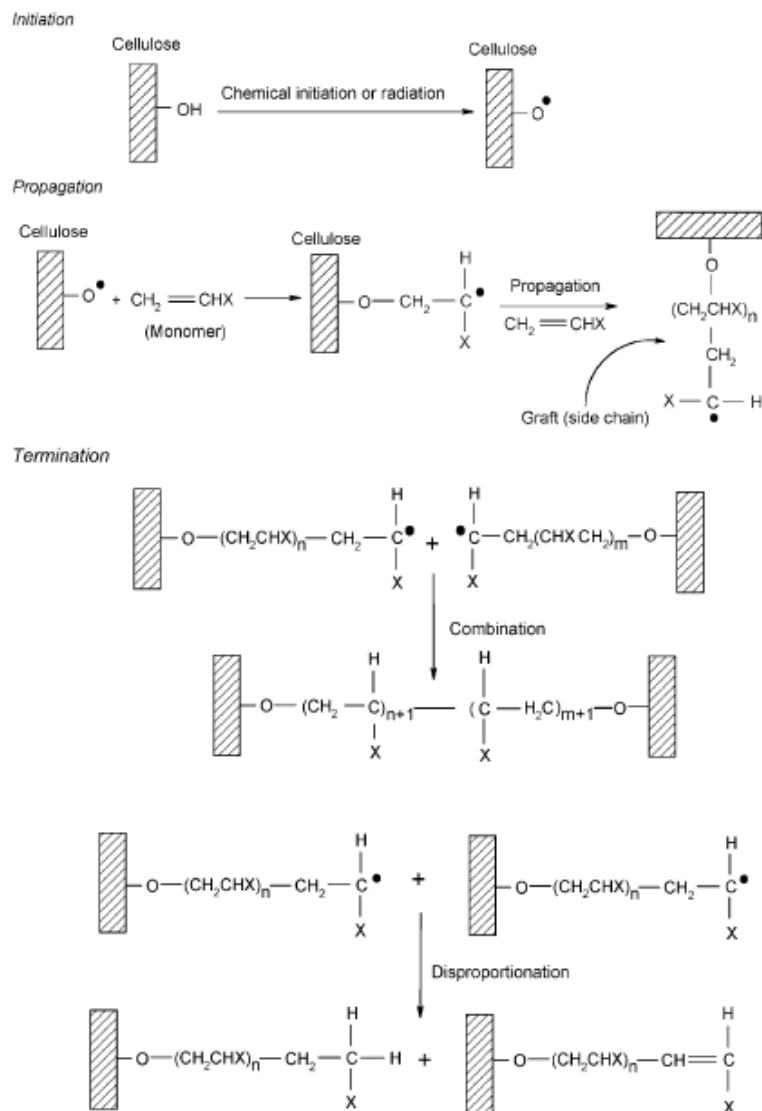 Initiation
Cellulose
Cellulose
OH
Chemical initiation or radiation
O•
Propagation
Cellulose
O• + CH₂=CHX
(Monomer)
Cellulose
H
—O—CH₂—C•
X
Propagation
CH₂=CHX
O
(CH₂CHX)n
CH₂
X—C—H
•
Graft (side chain)
Termination
H H
—O—(CH₂CHX)n—CH₂—C• + •C—CH₂(CHX CH₂)m—O—
X X
Combination
H H
—O—(CH₂—C)n+1—(C—H₂C)m+1—O—
X X
H H
—O—(CH₂CHX)n—CH₂—C• + —O—(CH₂CHX)n—CH₂—C•
X X
Disproportionation
H H
—O—(CH₂CHX)n—CH₂—C—H + —O—(CH₂CHX)n—CH=C
X X